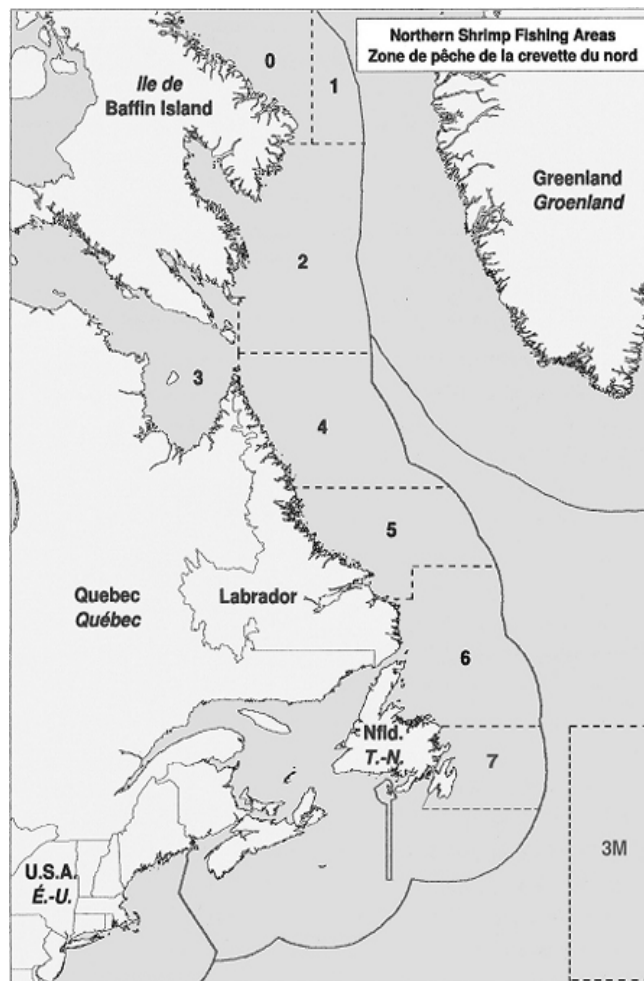 Northern Shrimp Fishing Areas
Zone de pêche de la crevette du nord
0
1
Ile de
Baffin Island
Greenland
Groenland
2
3
4
5
Quebec
Québec
Labrador
6
Nfld.
T.-N.
7
3M
U.S.A.
É.-U.